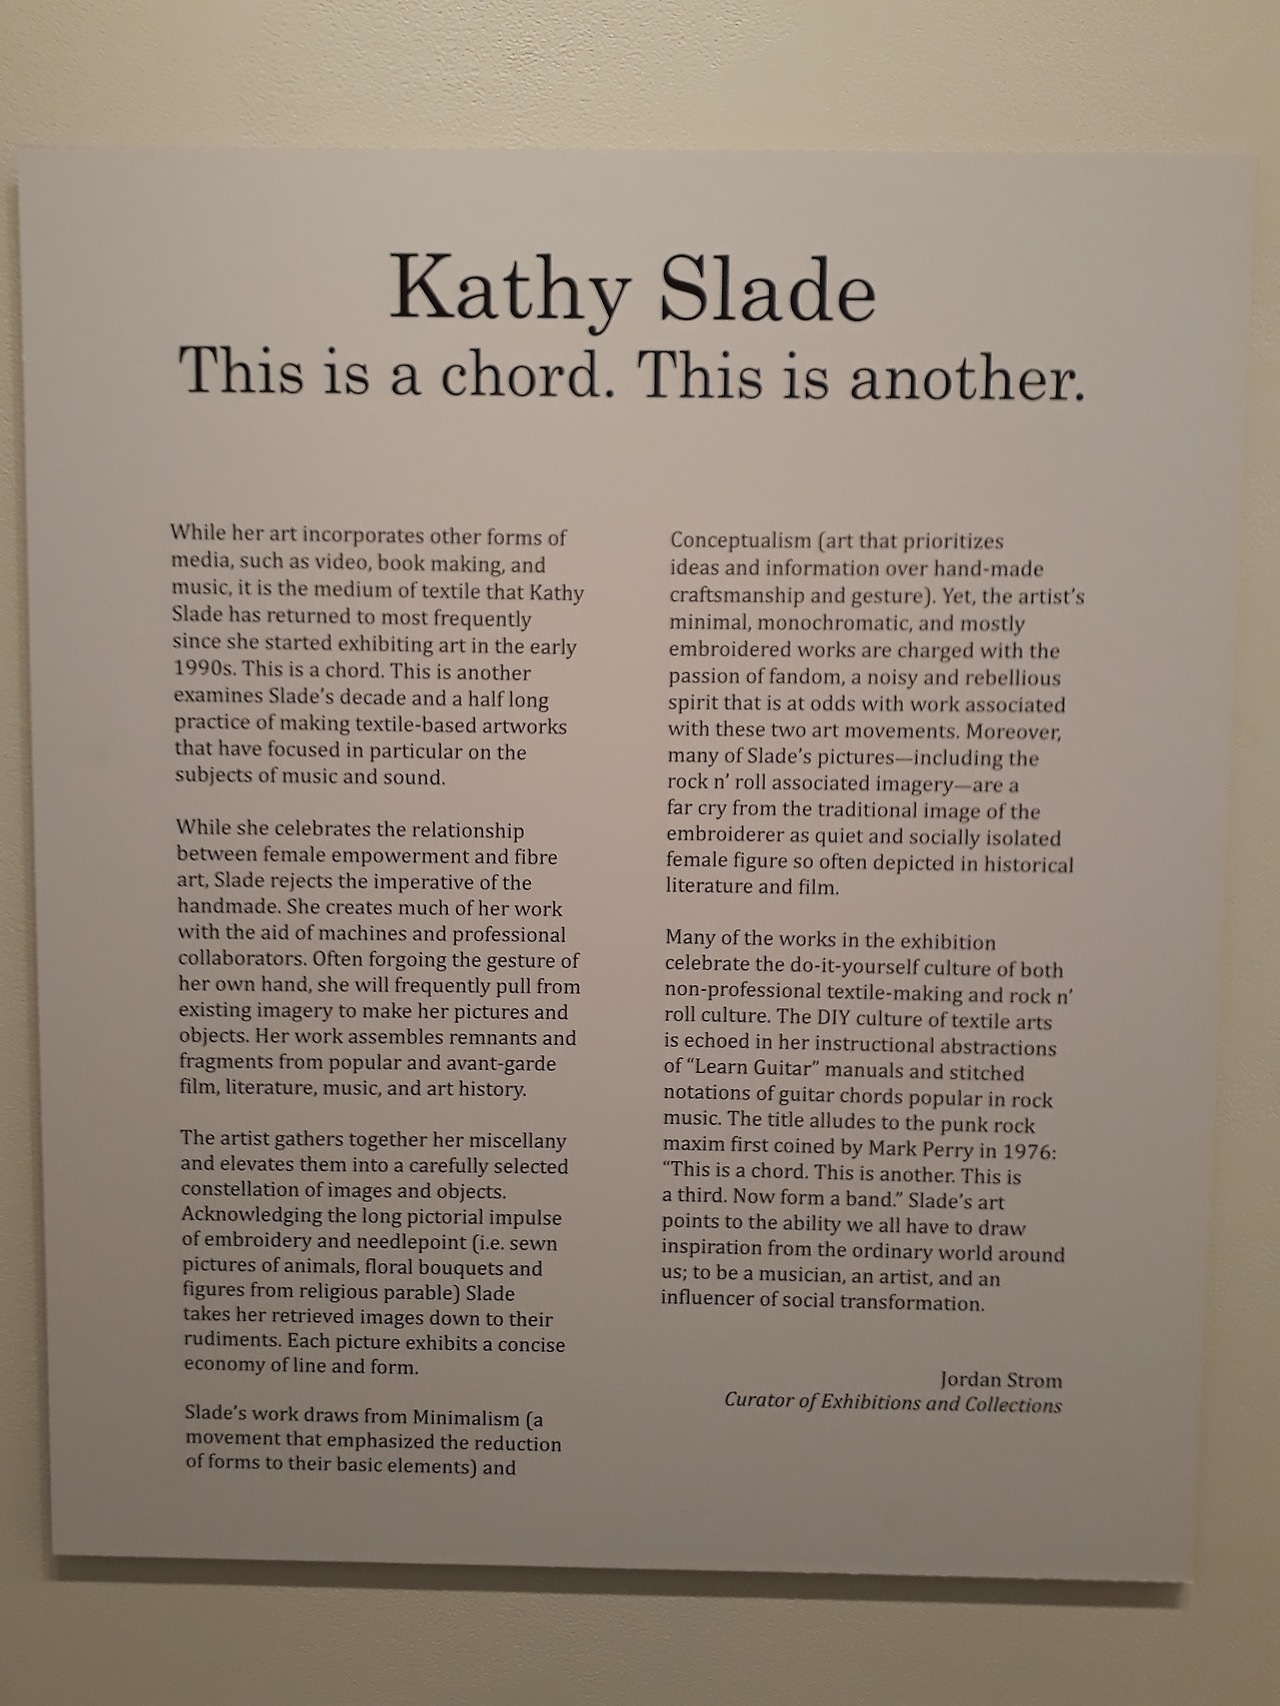 Kathy Slade
This is a chord. This is another.
While her art incorporates other forms of
media, such as video, book making, and
music, it is the medium of textile that Kathy
Slade has returned to most frequently
since she started exhibiting art in the early
1990s. This is a chord. This is another
examines Slade's decade and a half long
practice of making textile-based artworks
that have focused in particular on the
subjects of music and sound.
While she celebrates the relationship
between female empowerment and fibre
art, Slade rejects the imperative of the
handmade. She creates much of her work
with the aid of machines and professional
collaborators. Often forgoing the gesture of
her own hand, she will frequently pull from
existing imagery to make her pictures and
objects. Her work assembles remnants and
fragments from popular and avant-garde
film, literature, music, and art history.
The artist gathers together her miscellany
and elevates them into a carefully selected
constellation of images and objects.
Acknowledging the long pictorial impulse
of embroidery and needlepoint (i.e. sewn
pictures of animals, floral bouquets and
figures from religious parable) Slade
takes her retrieved images down to their
rudiments. Each picture exhibits a concise
economy of line and form.
Slade's work draws from Minimalism (a
movement that emphasized the reduction
of forms to their basic elements) and
Conceptualism (art that prioritizes
ideas and information over hand-made
craftsmanship and gesture). Yet, the artist's
minimal, monochromatic, and mostly
embroidered works are charged with the
passion of fandom, a noisy and rebellious
spirit that is at odds with work associated
with these two art movements. Moreover,
many of Slade's pictures—including the
rock n' roll associated imagery—are a
far cry from the traditional image of the
embroiderer as quiet and socially isolated
female figure so often depicted in historical
literature and film.
Many of the works in the exhibition
celebrate the do-it-yourself culture of both
non-professional textile-making and rock n'
roll culture. The DIY culture of textile arts
is echoed in her instructional abstractions
of "Learn Guitar" manuals and stitched
notations of guitar chords popular in rock
music. The title alludes to the punk rock
maxim first coined by Mark Perry in 1976:
"This is a chord. This is another. This is
a third. Now form a band." Slade's art
points to the ability we all have to draw
inspiration from the ordinary world around
us; to be a musician, an artist, and an
influencer of social transformation.
Jordan Strom
Curator of Exhibitions and Collections